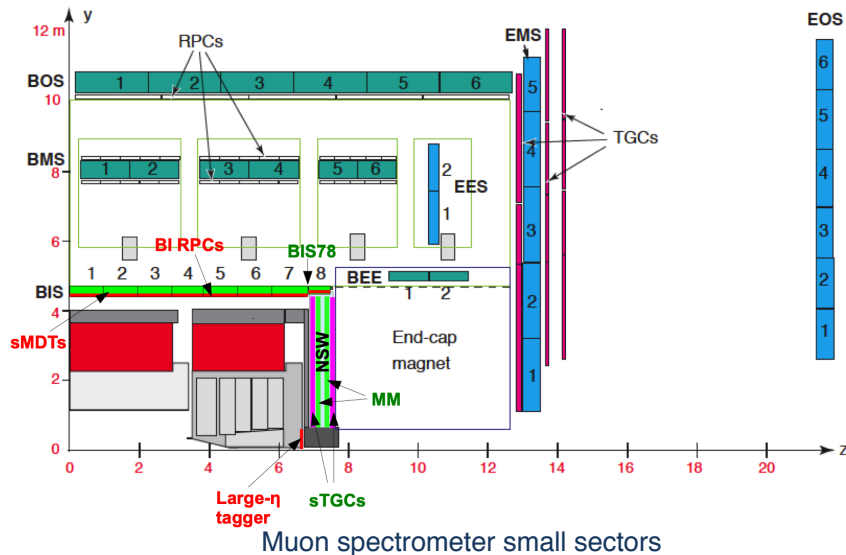 y
12 m
RPCs
EMS
EOS
BOS
1 2 3 4 5 6
10
5
6
5
TGCs
BMS
1 2
3 4
5 6
2
EES
1
4
4
8
6
BI RPCs
BIS78
3
3
1 2 3 4 5 6 7 8
BEE
1 2
2
2
BIS
4
sMDTs
NSW
End-cap
magnet
1
1
2
MM
0
0 2 4 6 8 10 12 14 16 18 20
z
Large-η
tagger
sTGCs
Muon spectrometer small sectors